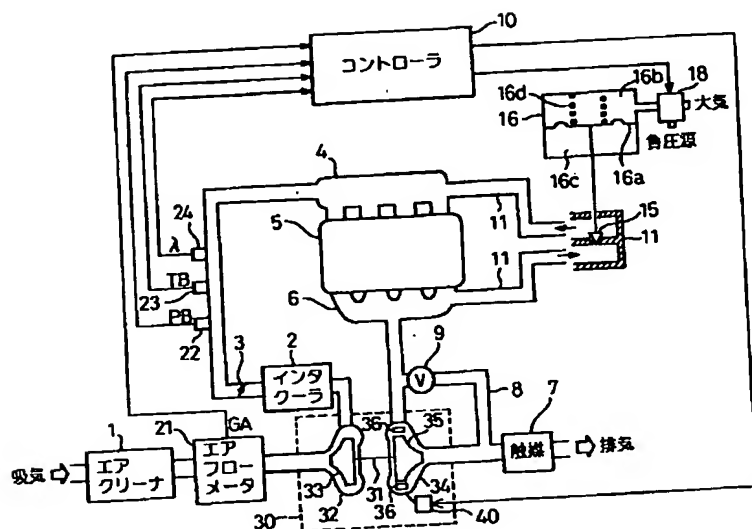 10
コントローラ
16b
16d
18
16
大気
負圧源
16c
16a
4
5
11
15
11
24
λ
11
TB
23
6
PB
22
9
3
2
V
インタ
クーラ
8
7
21
GA
1
36
35
触媒
排気
吸気
エア
クリーナ
エア
フロー
メータ
33
31
34
32
36
30
40